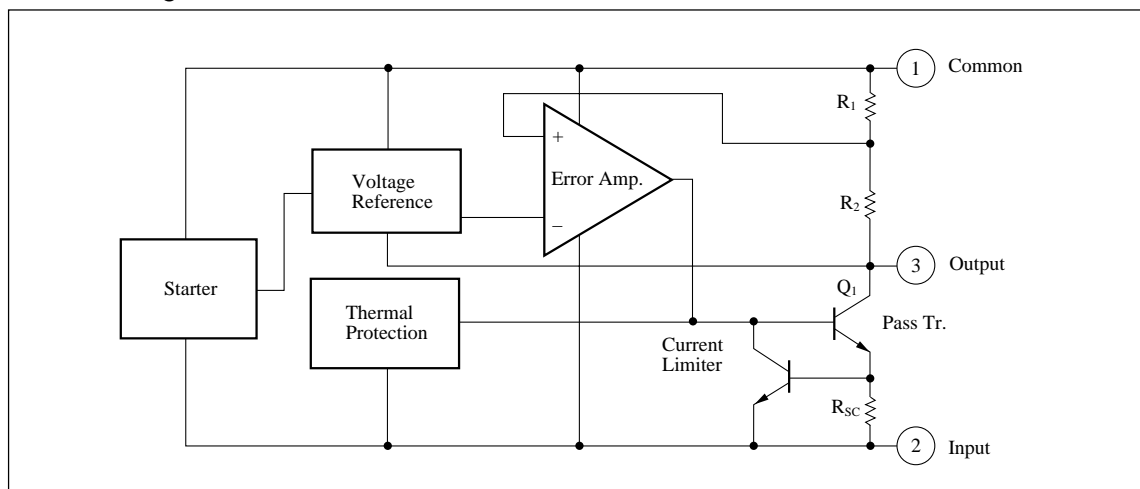 1 Common
R1
+
Error Amp.
−
Voltage
Reference
R2
3 Output
Starter
Q1
Thermal
Protection
Pass Tr.
Current
Limiter
RSC
2 Input